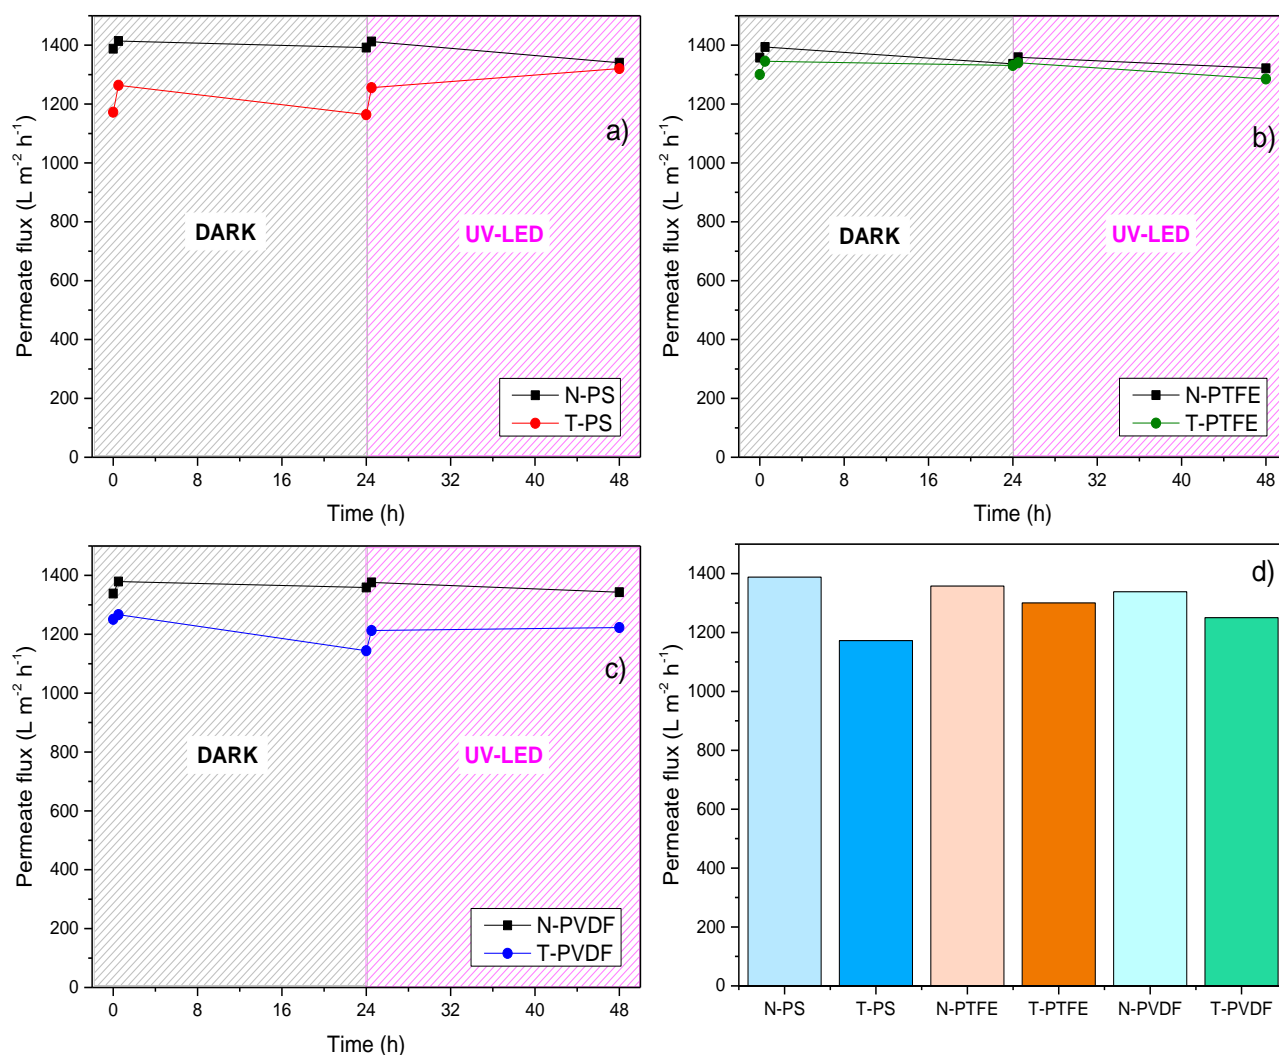 1400
1200
1000
800
600
400
200
0
Permeate flux (L m⁻² h⁻¹)
a)
DARK
UV-LED
N-PS
T-PS
0 8 16 24 32 40 48
Time (h)
1400
1200
1000
800
600
400
200
0
Permeate flux (L m⁻² h⁻¹)
b)
DARK
UV-LED
N-PTFE
T-PTFE
0 8 16 24 32 40 48
Time (h)
1400
1200
1000
800
600
400
200
0
Permeate flux (L m⁻² h⁻¹)
c)
DARK
UV-LED
N-PVDF
T-PVDF
0 8 16 24 32 40 48
Time (h)
1400
1200
1000
800
600
400
200
0
Permeate flux (L m⁻² h⁻¹)
d)
N-PS T-PS N-PTFE T-PTFE N-PVDF T-PVDF